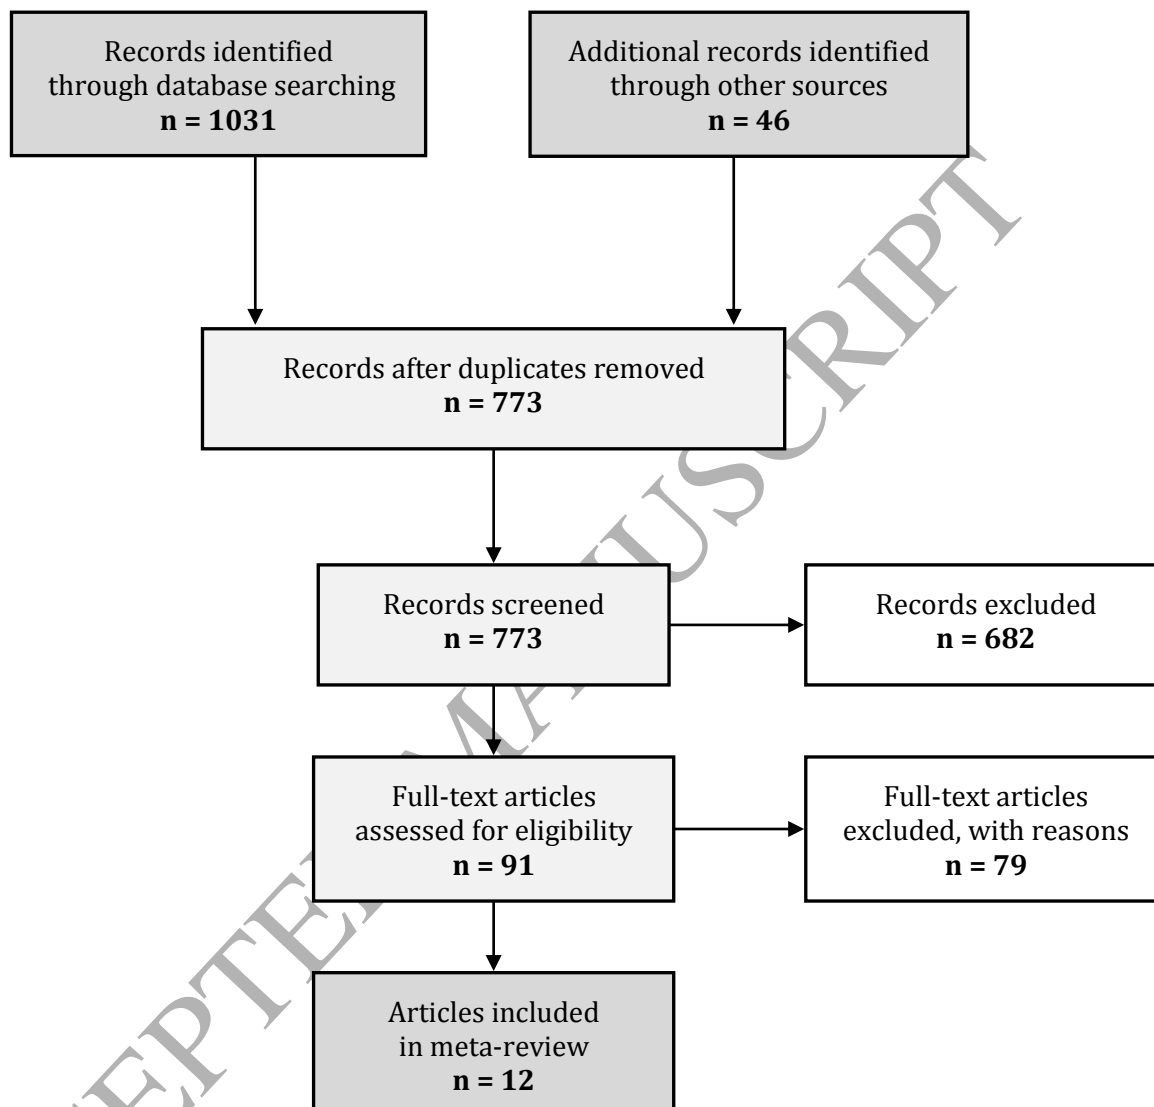 Records identified
through database searching
n = 1031
Additional records identified
through other sources
n = 46
Records after duplicates removed
n = 773
Records screened
n = 773
Records excluded
n = 682
Full-text articles
assessed for eligibility
n = 91
Full-text articles
excluded, with reasons
n = 79
Articles included
in meta-review
n = 12
EPTE MANUSCRIPT